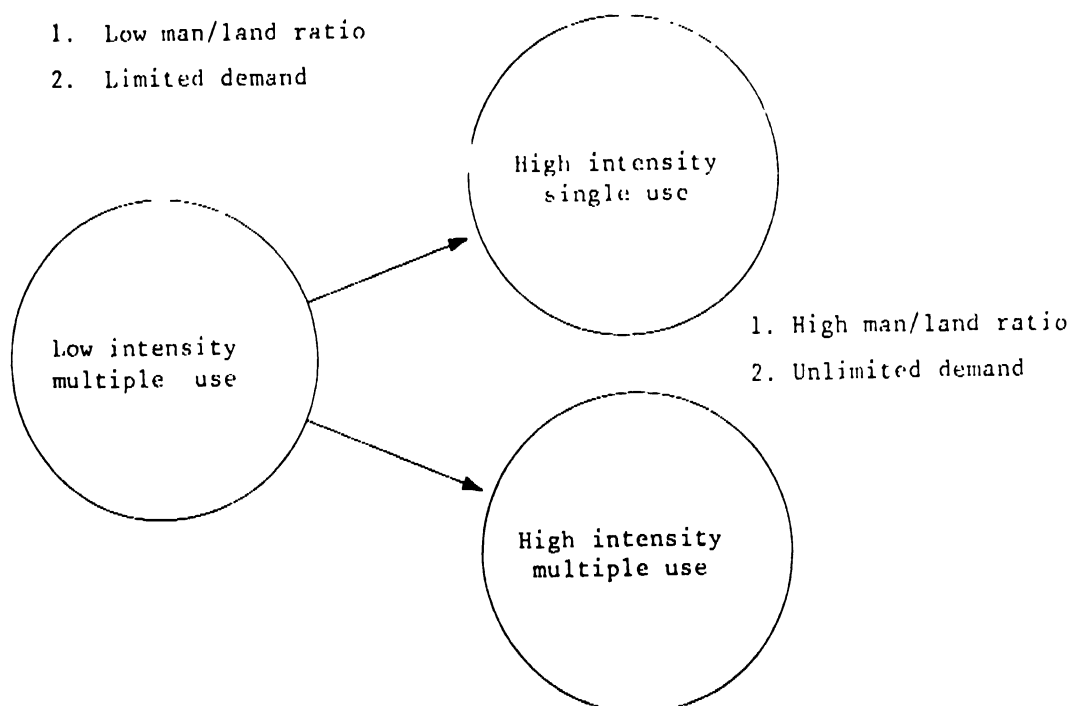 1. Low man/land ratio
2. Limited demand
High intensity
single use
Low intensity
multiple use
1. High man/land ratio
2. Unlimited demand
High intensity
multiple use